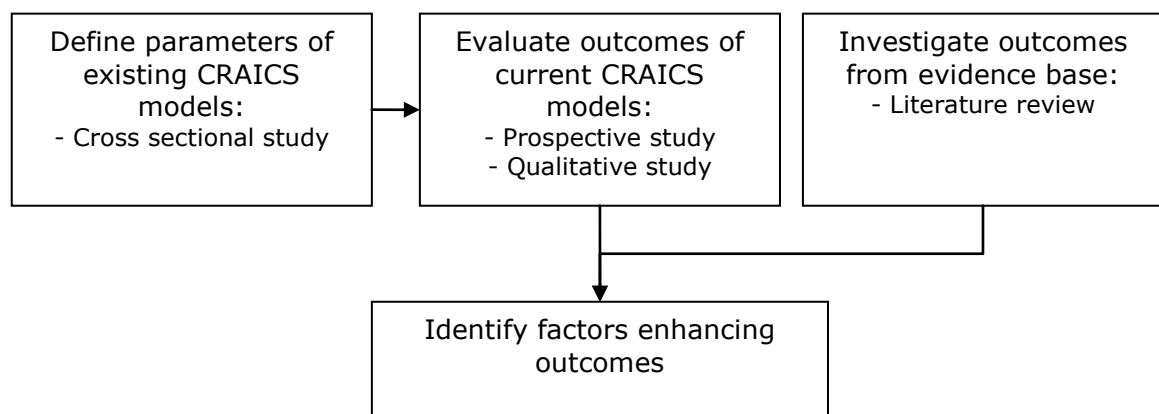 Define parameters of
existing CRAICS
models:
- Cross sectional study
Evaluate outcomes of
current CRAICS
models:
- Prospective study
- Qualitative study
Investigate outcomes
from evidence base:
- Literature review
Identify factors enhancing
outcomes